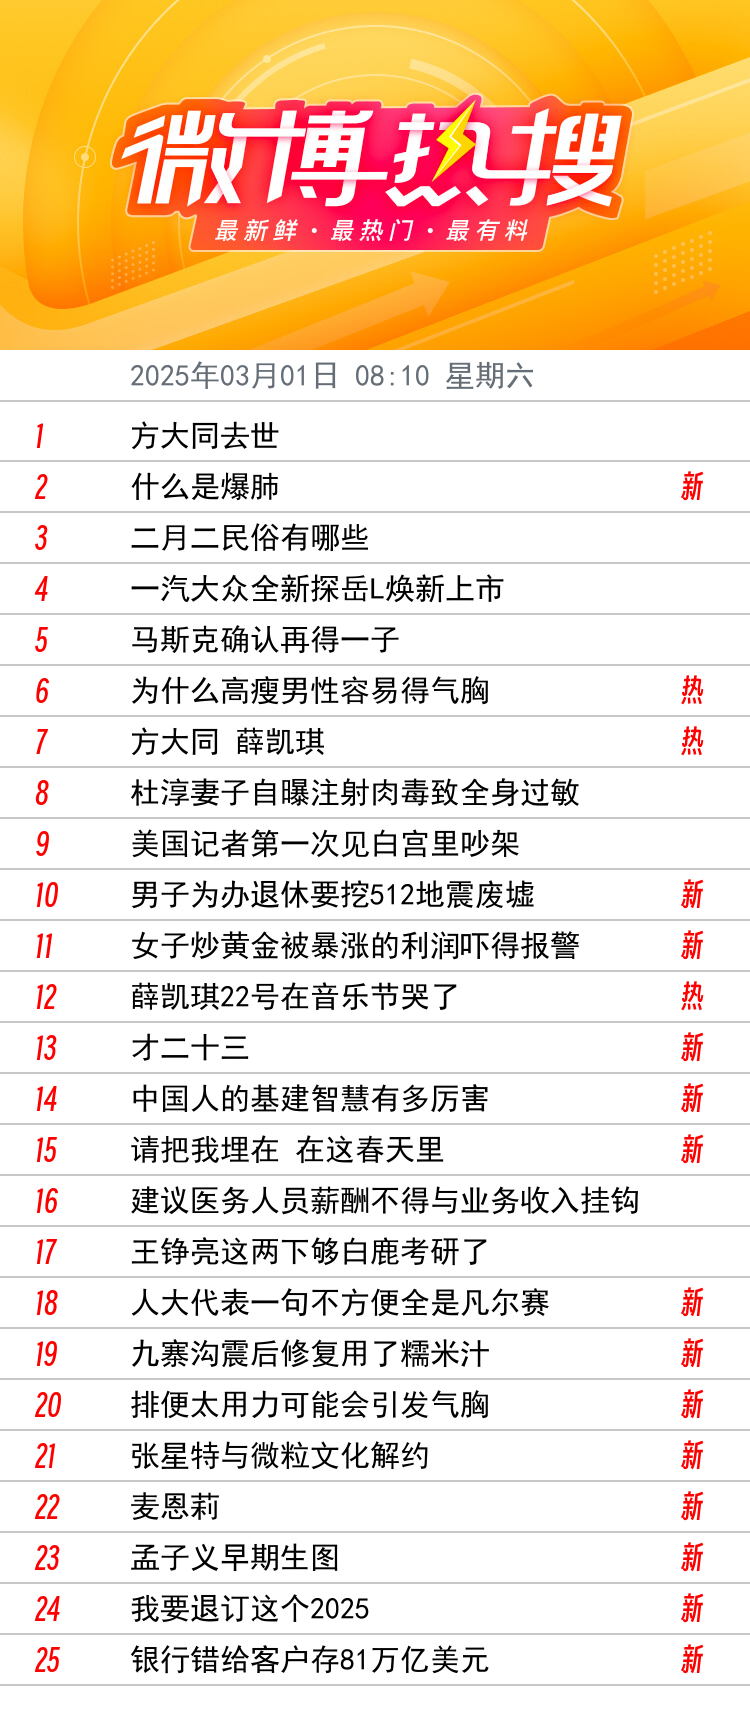 微博热搜
最新鲜·最热门·最有料
2025年03月01日 08:10 星期六
1 方大同去世
2 什么是爆肺 新
3 二月二民俗有哪些
4 一汽大众全新探岳L焕新上市
5 马斯克确认再得一子
6 为什么高瘦男性容易得气胸 热
7 方大同 薛凯琪 热
8 杜淳妻子自曝注射肉毒致全身过敏
9 美国记者第一次见白宫里吵架
10 男子为办退休要挖512地震废墟 新
11 女子炒黄金被暴涨的利润吓得报警 新
12 薛凯琪22号在音乐节哭了 热
13 才二十三 新
14 中国人的基建智慧有多厉害 新
15 请把我埋在 在这春天里 新
16 建议医务人员薪酬不得与业务收入挂钩
17 王铮亮这两下够白鹿考研了
18 人大代表一句不方便全是凡尔赛 新
19 九寨沟震后修复用了糯米汁 新
20 排便太用力可能会引发气胸 新
21 张星特与微粒文化解约 新
22 麦恩莉 新
23 孟子义早期生图 新
24 我要退订这个2025 新
25 银行错给客户存81万亿美元 新